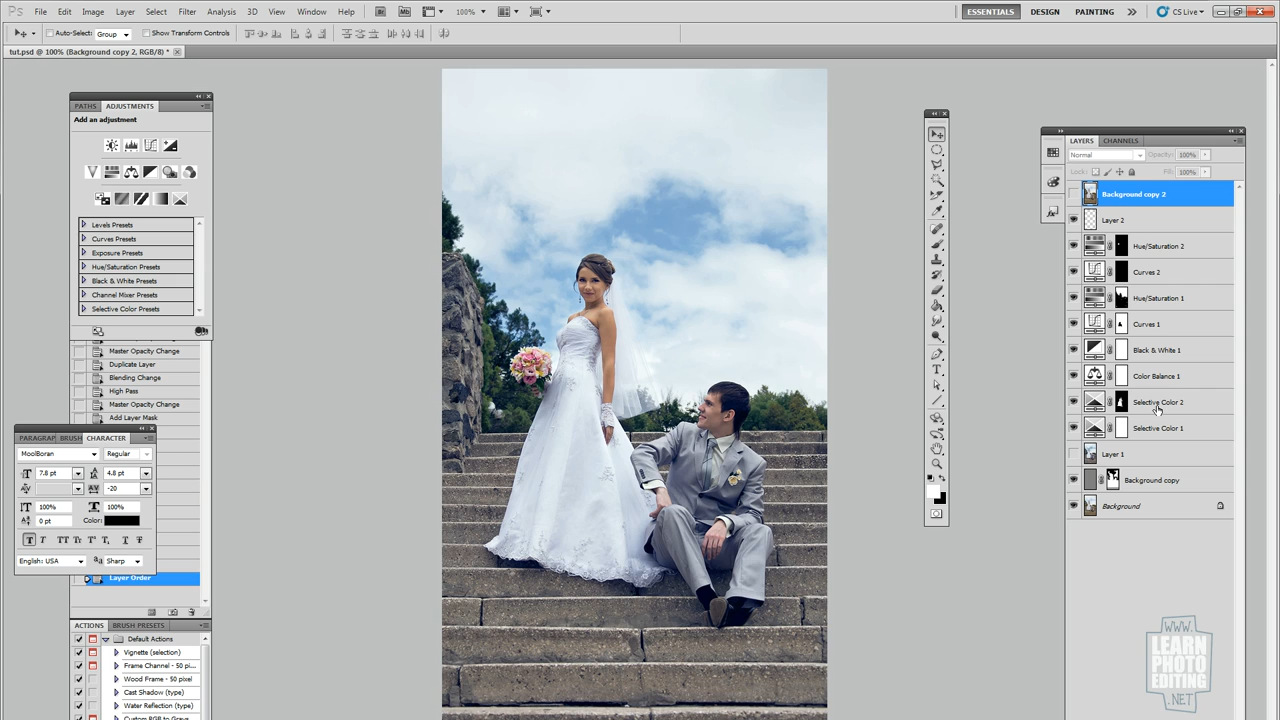 Ps File Edit Image Layer Select Filter Analysis 3D View Window Help Mb 100% ESSENTIALS DESIGN PAINTING CS Live
Auto-Select: Group Show Transform Controls
tut.psd @ 100% (Background copy 2, RGB/8) *
PATHS ADJUSTMENTS
Add an adjustment
Levels Presets
Curves Presets
Exposure Presets
Hue/Saturation Presets
Black & White Presets
Channel Mixer Presets
Selective Color Presets
Master Opacity Change
Duplicate Layer
Blending Change
High Pass
Master Opacity Change
Add Layer Mask
PARAGRAP BRUSH CHARACTER
MoolBoran Regular
7.8 pt 4.8 pt
-20
100% 100%
0 pt Color:
English: USA Sharp
Layer Order
ACTIONS BRUSH PRESETS
Default Actions
Vignette (selection)
Frame Channel - 50 pi...
Wood Frame - 50 pixel
Cast Shadow (type)
Water Reflection (type)
Custom RGB to Grays
LAYERS CHANNELS
Normal Opacity: 100%
Lock: Fill: 100%
Background copy 2
Layer 2
Hue/Saturation 2
Curves 2
Hue/Saturation 1
Curves 1
Black & White 1
Color Balance 1
Selective Color 2
Selective Color 1
Layer 1
Background copy
Background
WWW.
LEARN
PHOTO
EDITING
.NET